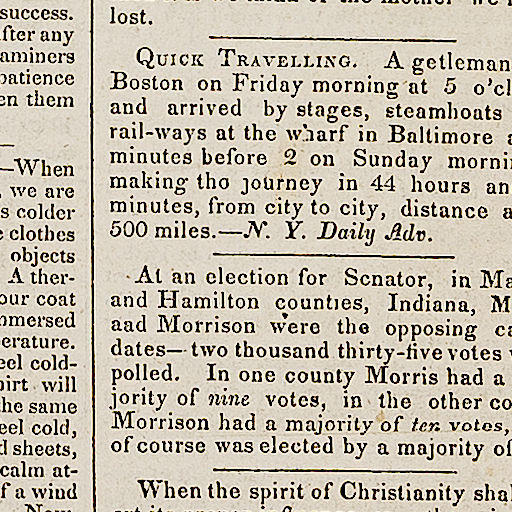 success.
fter any
aminers
patience
en them
—When
, we are
s colder
e clothes
objects
A ther-
our coat
mmersed
perature.
eel cold-
hirt will
the same
eel cold,
d sheets,
calm at-
f a wind
lost.
QUICK TRAVELLING. A getleman
Boston on Friday morning at 5 o'cl
and arrived by stages, steamboats
rail-ways at the wharf in Baltimore a
minutes before 2 on Sunday morni
making tho journey in 44 hours an
minutes, from city to city, distance a
500 miles.—N. Y. Daily Adv.
At an election for Scnator, in Ma
and Hamilton counties, Indiana, M
aad Morrison were the opposing ca
dates—two thousand thirty-five votes
polled. In one county Morris had a
jority of nine votes, in the other co
Morrison had a majority of ten votes,
of course was elected by a majority of
When the spirit of Christianity shal